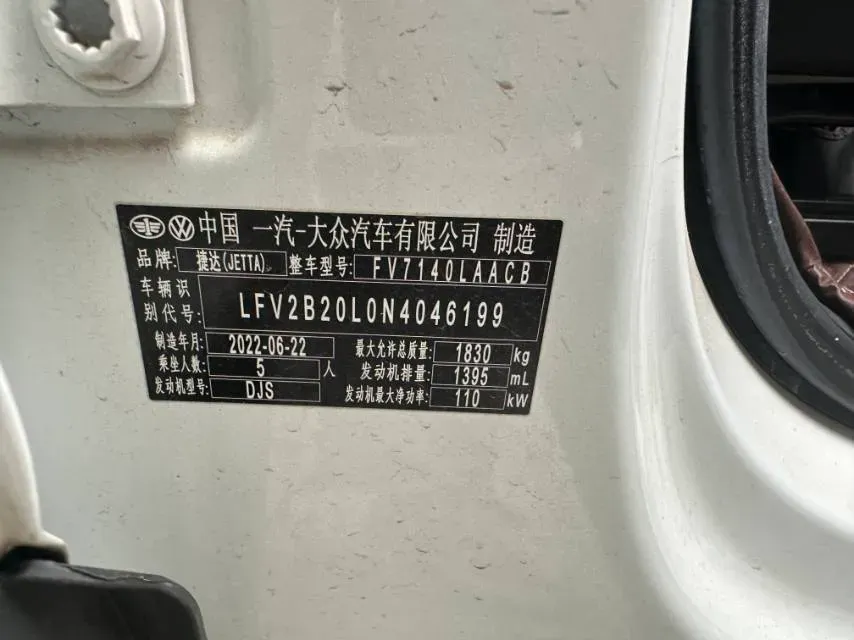 中国 一汽-大众汽车有限公司 制造
品牌: 捷达(JETTA) 整车型号: FV7140LAACB
车辆识别代号: LFV2B20L0N4046199
制造年月: 2022-06-22 最大允许总质量: 1830 kg
乘坐人数: 5 人 发动机排量: 1395 mL
发动机型号: DJS 发动机最大净功率: 110 kW